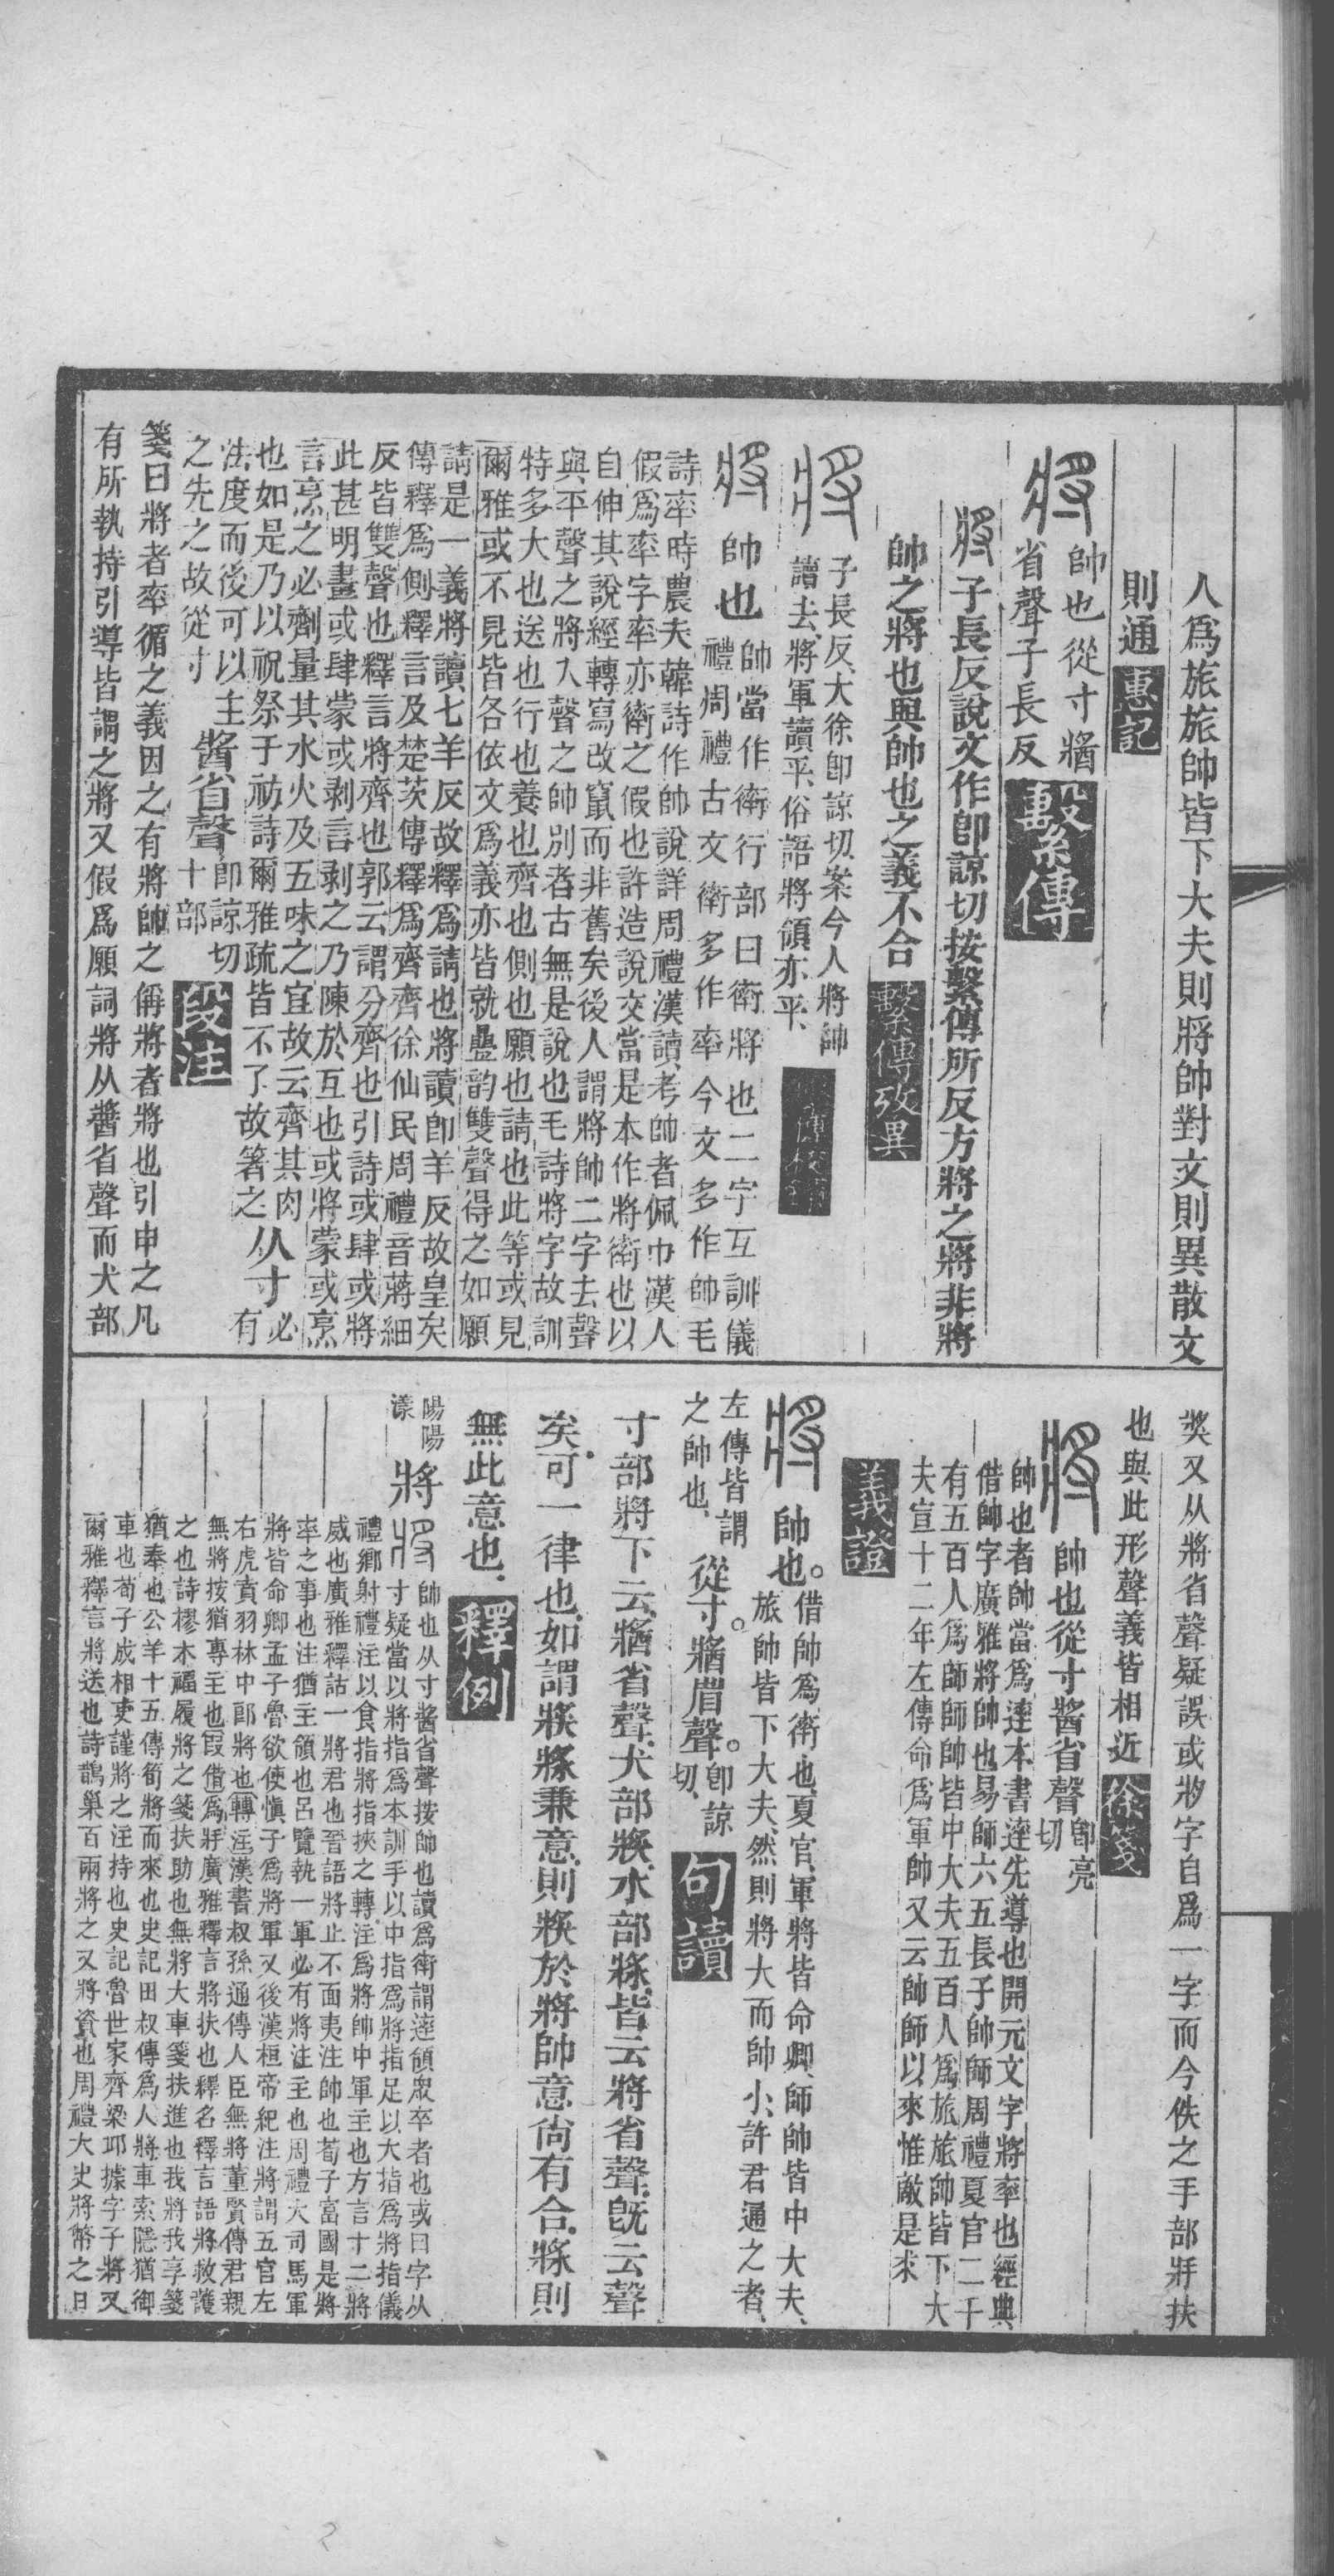 人爲旅旅帥皆下大夫則將帥對文則異散文
則通惠記
將
帥也從寸牆
省聲子長反
繫傳
將子長反說文作卽諒切按繫傳所反方將之將非將
帥之將也與帥也之義不合繫傳攷異
將
子長反、大徐卽諒切、案今人將帥
讀去、將軍讀平、俗語將領亦平、
將
帥也
帥當作𧗿行部曰𧗿將也二字互訓儀
禮周禮古文𧗿多作率今文多作帥毛
詩率時農夫韓詩作帥說詳周禮漢讀考帥者佩巾漢人
假爲率字率亦𧗿之假也許造說文當是本作將𧗿也以
自伸其說經轉寫改竄而非舊矣後人謂將帥二字去聲
與平聲之將入聲之帥別者古無是說也毛詩將字故訓
特多大也送也行也養也齊也側也願也請也此等或見
爾雅或不見皆各依文爲義亦皆就曡韵雙聲得之如願
請是一義將讀七羊反故釋爲請也將讀卽羊反故皇矣
傳釋爲側釋言及楚茨傳釋爲齊齊徐仙民周禮音蔣細
反皆雙聲也釋言將齊也郭云謂分齊也引詩或肆或將
此甚明晝或肆蒙或剥言剥之乃陳於互也或將蒙或烹
言烹之必劑量其水火及五味之宜故云齊其肉
也如是乃以祝祭于祊詩爾雅疏皆不了故箸之
从寸
必有
法度而後可以主
之先之故從寸
醬省聲
卽諒切
十部
段注
箋曰將者率循之義因之有將帥之偁將者將也引申之凡
有所執持引導皆謂之將又假爲願詞將从醬省聲而犬部
奬又从將省聲疑誤或𤕭字自爲一字而今佚之手部𢪇扶
也與此形聲義皆相近徐箋
將
帥也從寸醬省聲
卽亮
切
帥也者帥當爲䢦本書䢦先導也開元文字將率也經典
借帥字廣雅將帥也易師六五長子帥師周禮夏官二千
有五百人爲師師帥皆中大夫五百人爲旅旅帥皆下大
夫宣十二年左傳命爲軍帥又云帥師以來惟敵是求
義證
將
帥也。
借帥爲𧗿也、夏官、軍將皆命卿、師帥皆中大夫、
旅帥皆下大夫、然則將大而帥小、許君通之者、
左傳皆謂
之帥也、
從寸。牆省聲。
卽諒
切、
句讀
寸部將下云、牆省聲、犬部奬、水部漿、皆云將省聲、旣云聲
矣、可一律也、如謂奬漿兼意、則奬於將帥意尙有合、漿則
無此意也、釋例
陽陽
漾
將
將
帥也从寸醬省聲按帥也讀爲𧗿謂䢦領眾卒者也或曰字从
寸疑當以將指爲本訓手以中指爲將指足以大指爲將指儀
禮鄉射禮注以食指將指挾之轉注爲將帥中軍主也方言十二將
威也廣雅釋詁一將君也晉語將止不面夷注帥也荀子富國是將
率之事也注猶主領也呂覽執一軍必有將注主也周禮大司馬軍
將皆命卿孟子魯欲使愼子爲將軍又後漢桓帝紀注將謂五官左
右虎賁羽林中郎將也轉注漢書叔孫通傳人臣無將董賢傳君親
無將按猶專主也叚借爲𢪇廣雅釋言將扶也釋名釋言語將救護
之也詩樛木福履將之箋扶助也無將大車箋扶進也我將我享箋
猶奉也公羊十五傳筍將而來也史記田叔傳爲人將車索隱猶御
車也荀子成相吏謹將之注持也史記魯世家齊梁邱據字子將又
爾雅釋言將送也詩鵲巢百兩將之又將資也周禮大史將幣之日